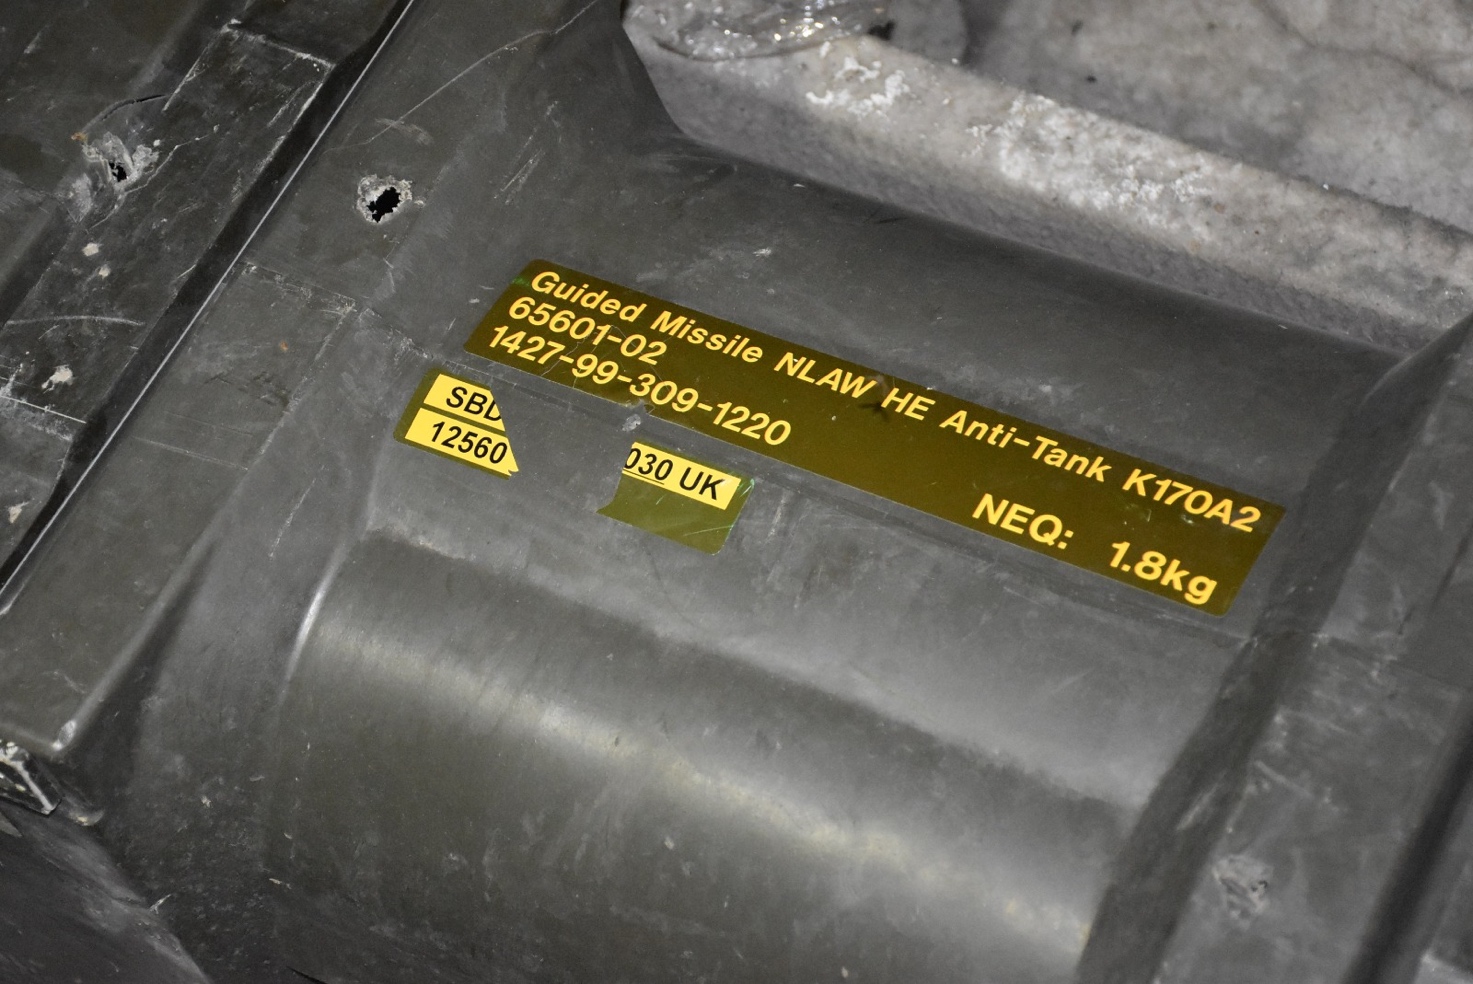 Guided Missile NLAW HE Anti-Tank K170A2
65601-02
1427-99-309-1220
NEQ: 1.8kg
SBD
12560
030 UK